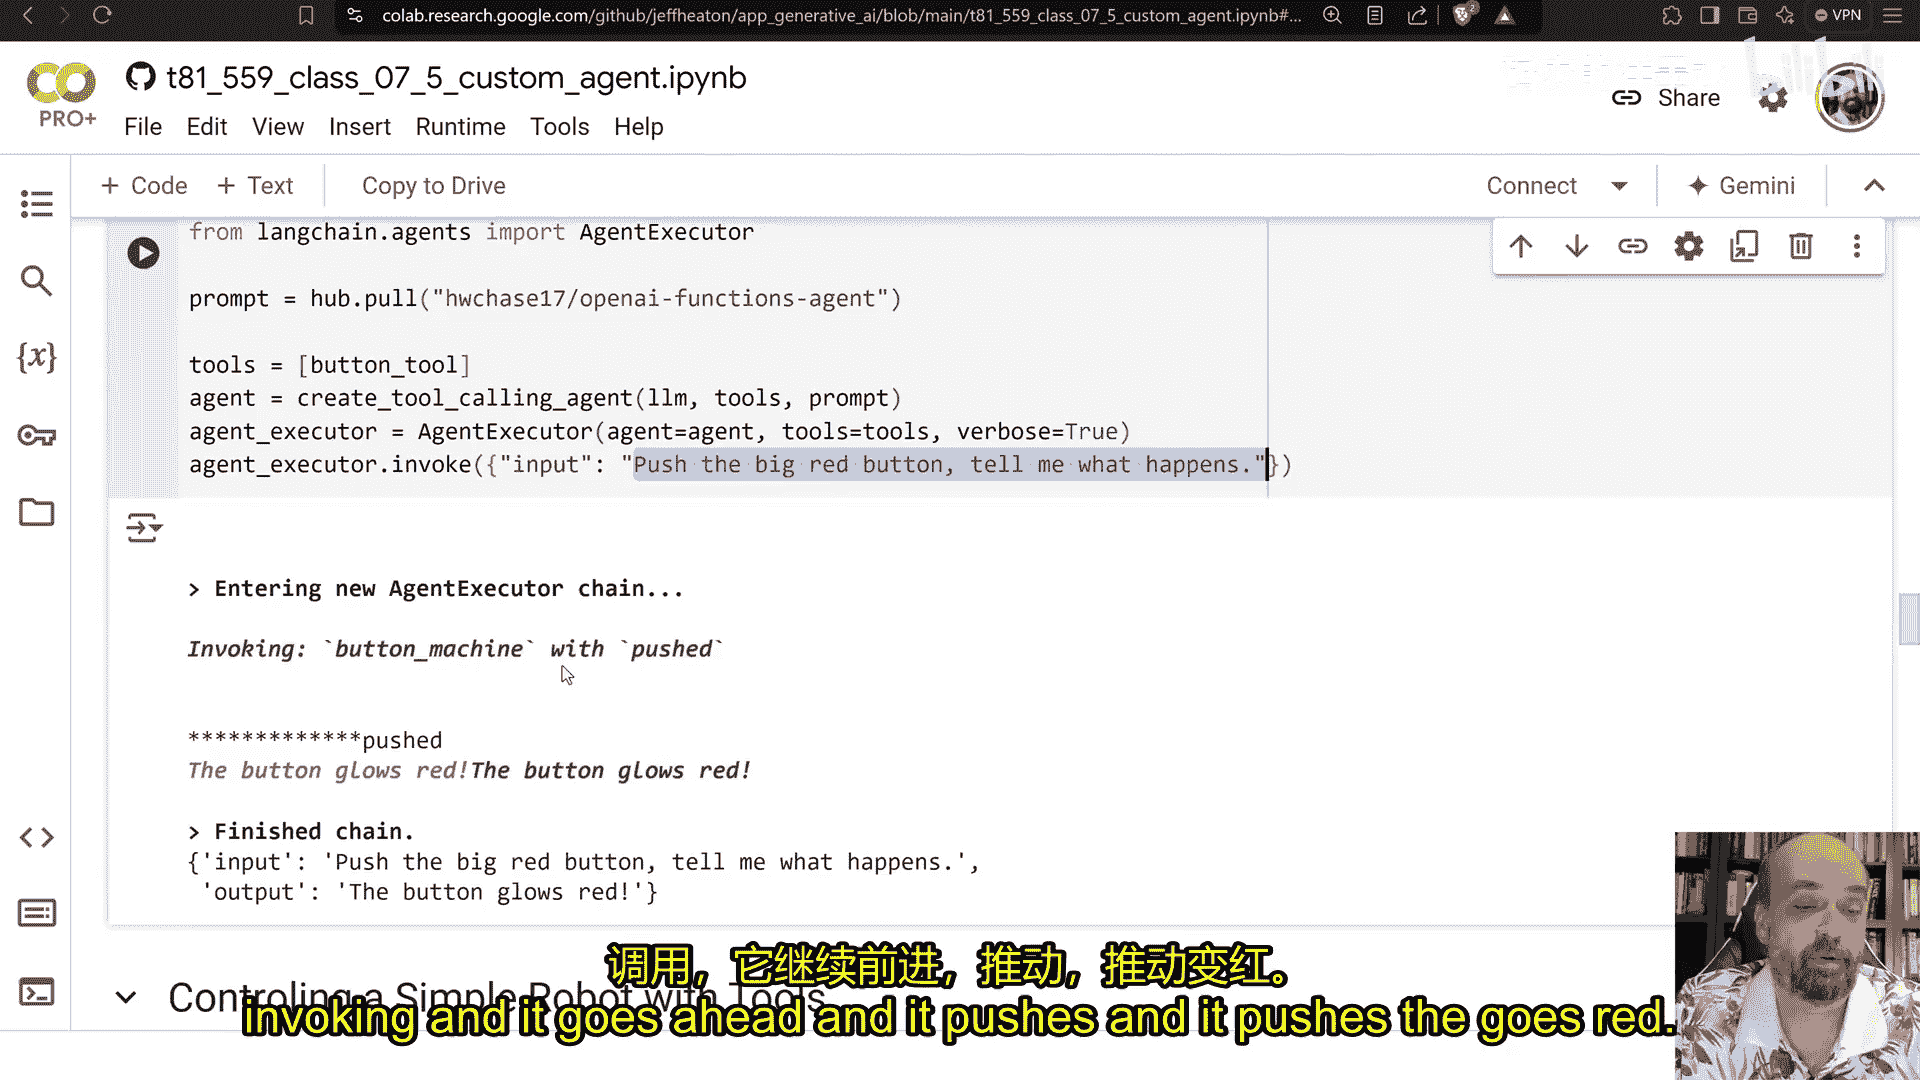 colab.research.google.com/github/jeffheaton/app_generative_ai/blob/main/t81_559_class_07_5_custom_agent.ipynb#...
2
VPN
CO
PRO+
t81_559_class_07_5_custom_agent.ipynb
File Edit View Insert Runtime Tools Help
Share
+ Code + Text Copy to Drive
Connect
Gemini
from langchain.agents import AgentExecutor
prompt = hub.pull("hwchase17/openai-functions-agent")
tools = [button_tool]
agent = create_tool_calling_agent(llm, tools, prompt)
agent_executor = AgentExecutor(agent=agent, tools=tools, verbose=True)
agent_executor.invoke({"input": "Push the big red button, tell me what happens."})
> Entering new AgentExecutor chain...
Invoking: `button_machine` with `pushed`
*************pushed
The button glows red!The button glows red!
> Finished chain.
{'input': 'Push the big red button, tell me what happens.',
'output': 'The button glows red!'}
Controling a Simple Robot with Tools
调用，它继续前进，推动，推动变红。
invoking and it goes ahead and it pushes and it pushes the goes red.